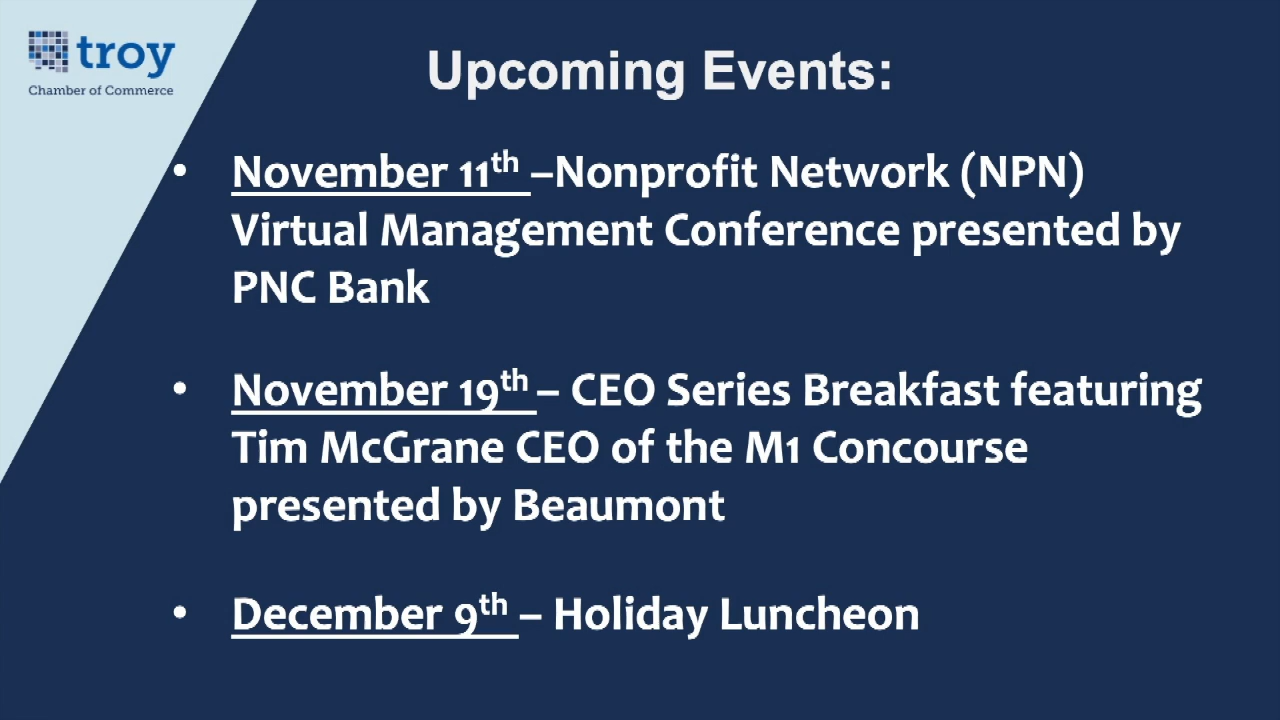 troy
Chamber of Commerce
Upcoming Events:
• November 11th –Nonprofit Network (NPN)
Virtual Management Conference presented by
PNC Bank
• November 19th – CEO Series Breakfast featuring
Tim McGrane CEO of the M1 Concourse
presented by Beaumont
• December 9th – Holiday Luncheon